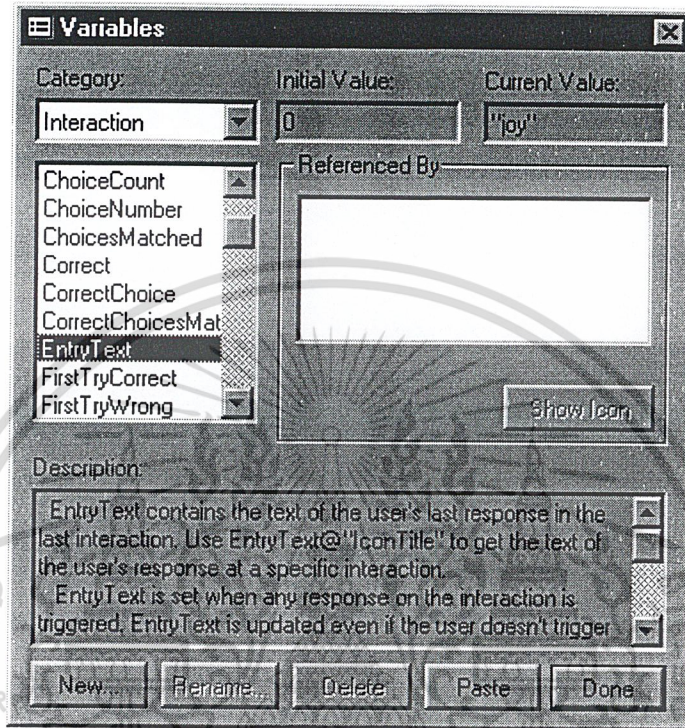 Variables
Category:
Initial Value:
Current Value:
Interaction
0
"joy"
ChoiceCount
ChoiceNumber
ChoicesMatched
Correct
CorrectChoice
CorrectChoicesMat
EntryText
FirstTryCorrect
FirstTryWrong
Referenced By
Show Icon
Description:
EntryText contains the text of the user's last response in the
last interaction. Use EntryText@"IconTitle" to get the text of
the user's response at a specific interaction.
EntryText is set when any response on the interaction is
triggered. EntryText is updated even if the user doesn't trigger
New...
Rename...
Delete
Paste
Done